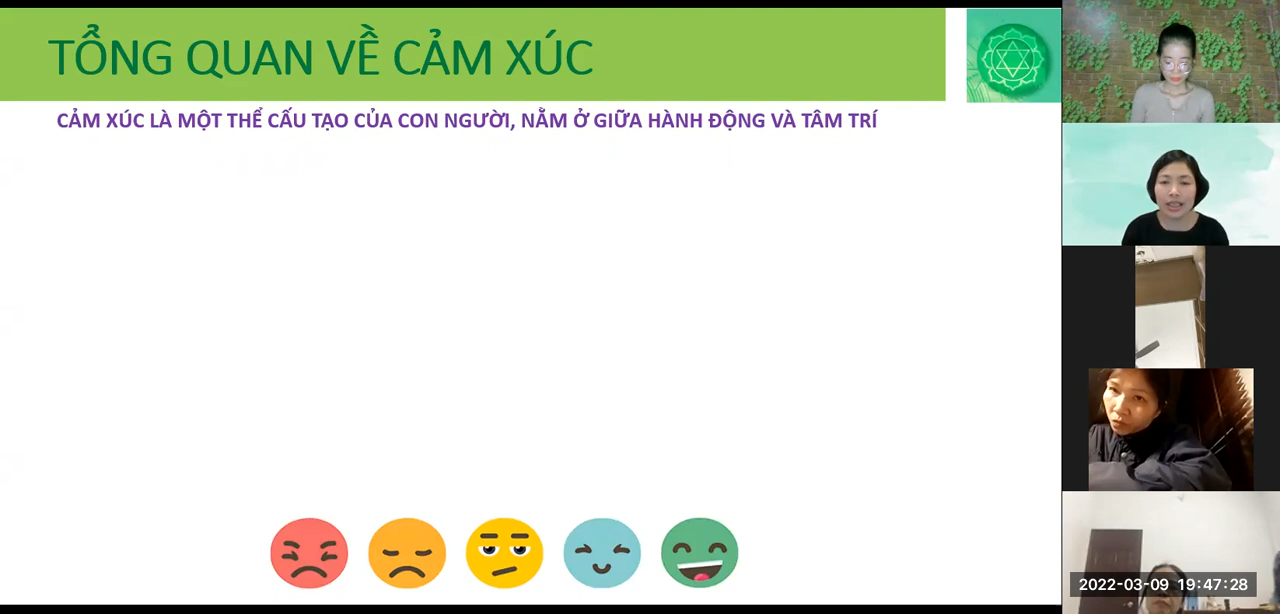 TỔNG QUAN VỀ CẢM XÚC
CẢM XÚC LÀ MỘT THỂ CẤU TẠO CỦA CON NGƯỜI, NẰM Ở GIỮA HÀNH ĐỘNG VÀ TÂM TRÍ
2022-03-09 19:47:28